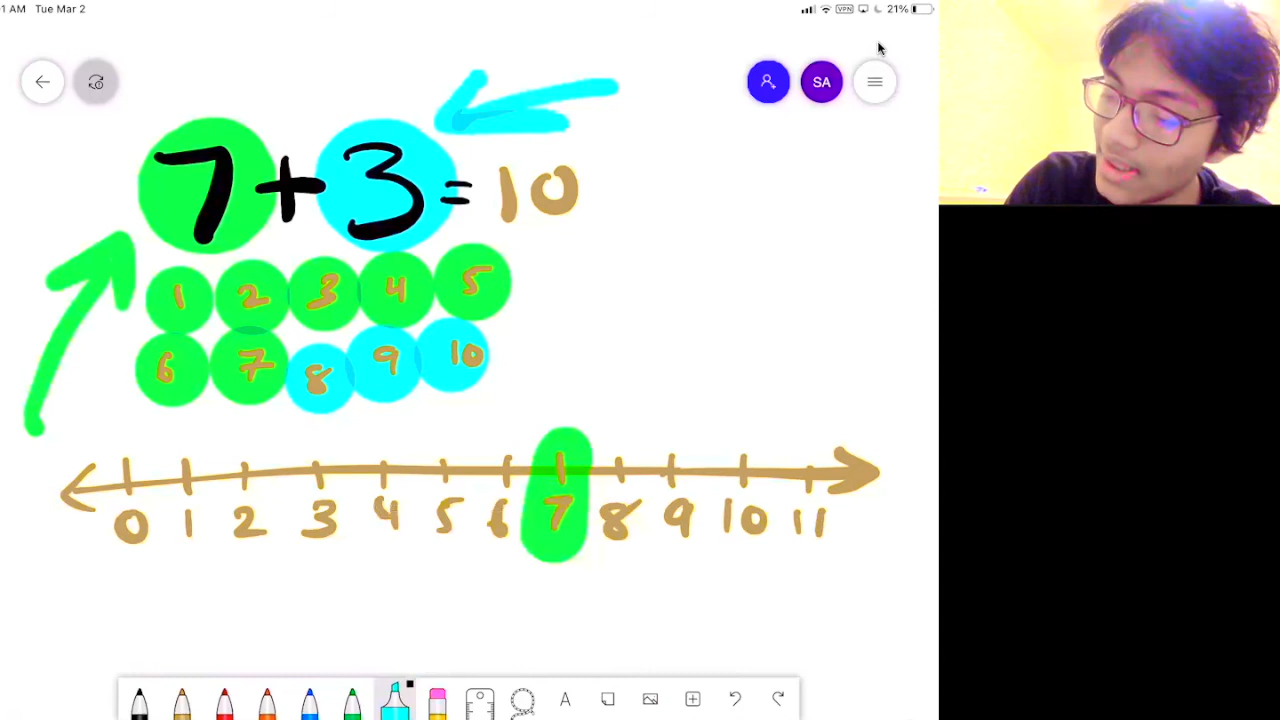 1 AM Tue Mar 2 VPN 21%
SA
7 + 3 = 10
1 2 3 4 5
6 7 8 9 10
0 1 2 3 4 5 6 7 8 9 10 11
A